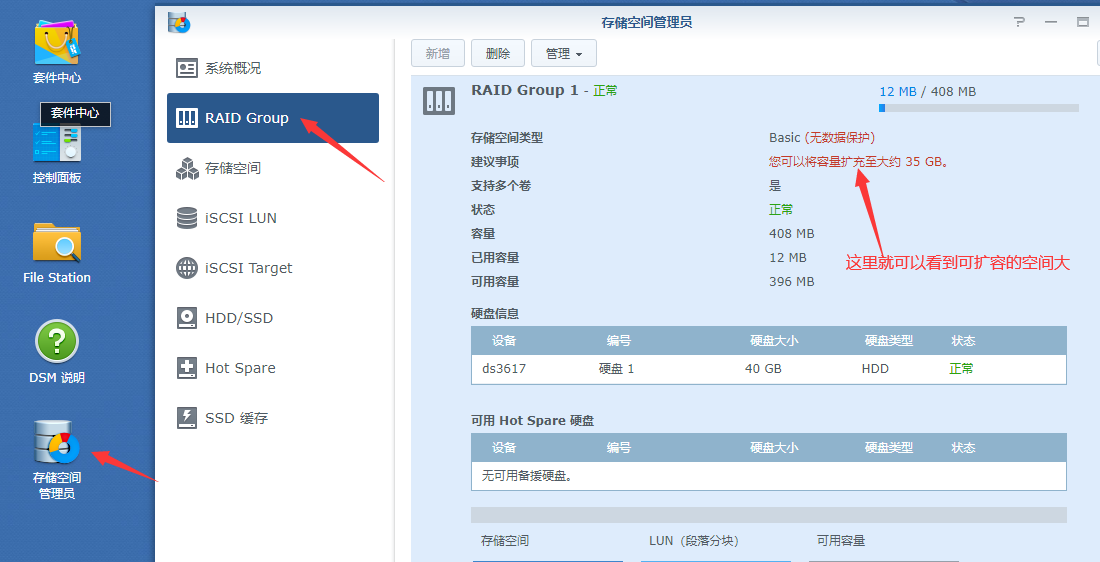 套件中心
套件中心
控制面板
File Station
DSM 说明
存储空间
管理员
存储空间管理员
系统概况
RAID Group
存储空间
iSCSI LUN
iSCSI Target
HDD/SSD
Hot Spare
SSD 缓存
新增 删除 管理
RAID Group 1 - 正常 12 MB / 408 MB
存储空间类型 Basic (无数据保护)
建议事项 您可以将容量扩充至大约 35 GB。
支持多个卷 是
状态 正常
容量 408 MB
已用容量 12 MB
可用容量 396 MB
这里就可以看到可扩容的空间大
硬盘信息
设备 编号 硬盘大小 硬盘类型 状态
ds3617 硬盘 1 40 GB HDD 正常
可用 Hot Spare 硬盘
设备 编号 硬盘大小 硬盘类型 状态
无可用备援硬盘。
存储空间 LUN（段落分块） 可用容量